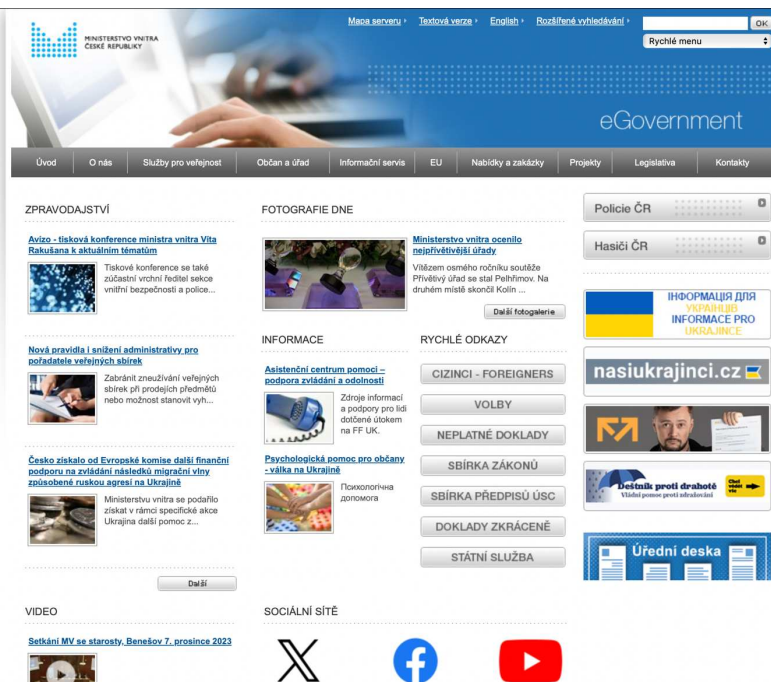 Mapa serveru
Textová verze
English
Rozšířené vyhledávání
OK
Rychlé menu
MINISTERSTVO VNITRA
ČESKÉ REPUBLIKY
eGovernment
Úvod
O nás
Služby pro veřejnost
Občan a úřad
Informační servis
EU
Nabídky a zakázky
Projekty
Legislativa
Kontakty
ZPRAVODAJSTVÍ
Avízo - tisková konference ministra vnitra Víta
Rakušana k aktuálním tématům
Tiskové konference se také
zúčastní vrchní ředitel sekce
vnitřní bezpečnosti a police...
Nová pravidla i snížení administrativy pro
pořadatele veřejných sbírek
Zabránit zneužívání veřejných
sbírek při prodejích předmětů
nebo možnost stanovit vyh...
Česko získalo od Evropské komise další finanční
podporu na zvládání následků migrační vlny
způsobené ruskou agresí na Ukrajině
Ministerstvu vnitra se podařilo
získat v rámci specifické akce
Ukrajina další pomoc z...
Další
VIDEO
Setkání MV se starosty, Benešov 7. prosince 2023
FOTOGRAFIE DNE
Ministerstvo vnitra ocenilo
nejpřívětivější úřady
Vítězem osmého ročníku soutěže
Přívětivý úřad se stal Pelhřimov. Na
druhém místě skončil Kolín ...
Další fotogalerie
INFORMACE
Asistenční centrum pomoci –
podpora zvládání a odolnosti
Zdroje informací
a podpory pro lidi
dotčené útokem
na FF UK.
Psychologická pomoc pro občany
- válka na Ukrajině
Психологічна
допомога
RYCHLÉ ODKAZY
CIZINCI - FOREIGNERS
VOLBY
NEPLATNÉ DOKLADY
SBÍRKA ZÁKONŮ
SBÍRKA PŘEDPISŮ ÚSC
DOKLADY ZKRÁCENĚ
STÁTNÍ SLUŽBA
SOCIÁLNÍ SÍTĚ
Policie ČR
Hasiči ČR
ІНФОРМАЦІЯ ДЛЯ
УКРАЇНЦІВ
INFORMACE PRO
UKRAJINCE
nasiukrajinci.cz
Deštník proti drahotě
Vládní pomoc proti zdražování
Chci
vědět
víc
Úřední deska